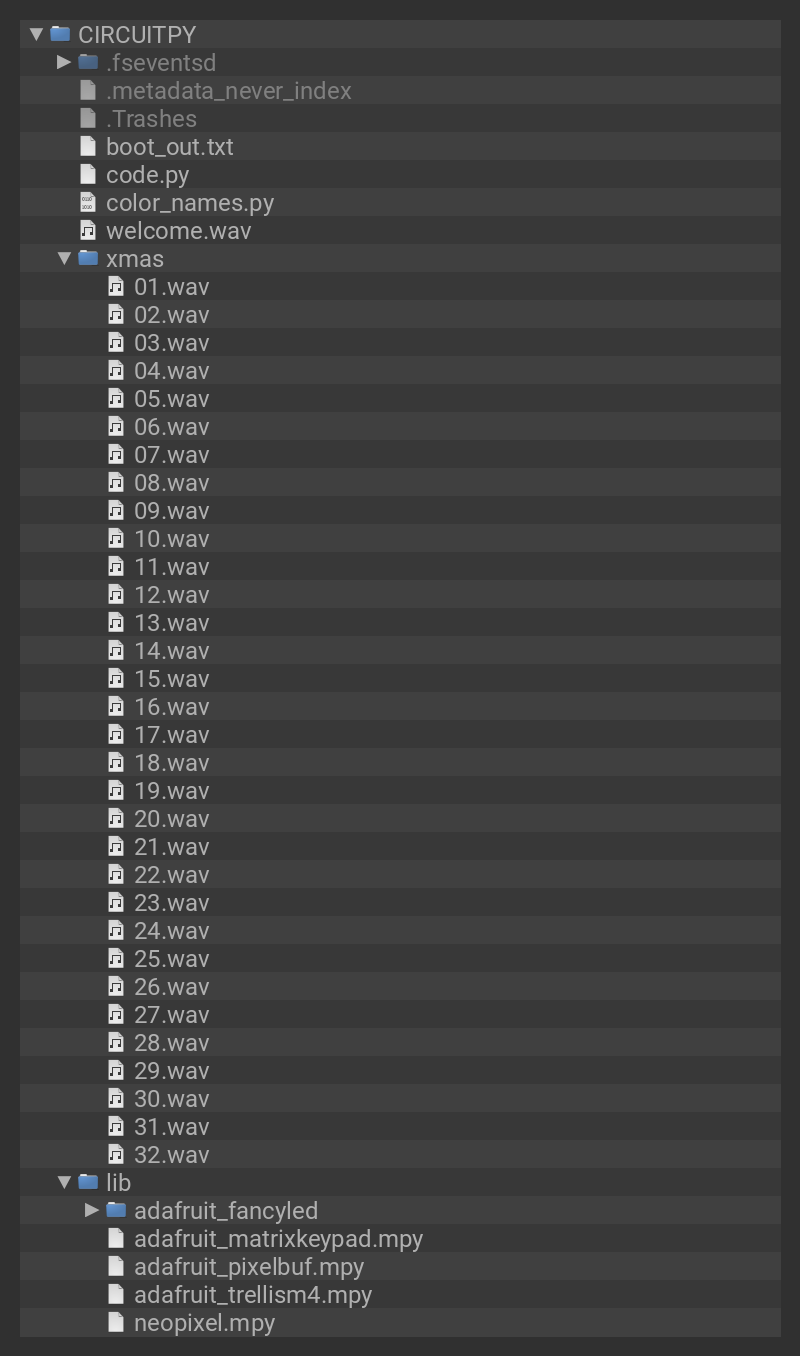 CIRCUITPY
.fseventsd
.metadata_never_index
.Trashes
boot_out.txt
code.py
color_names.py
welcome.wav
xmas
01.wav
02.wav
03.wav
04.wav
05.wav
06.wav
07.wav
08.wav
09.wav
10.wav
11.wav
12.wav
13.wav
14.wav
15.wav
16.wav
17.wav
18.wav
19.wav
20.wav
21.wav
22.wav
23.wav
24.wav
25.wav
26.wav
27.wav
28.wav
29.wav
30.wav
31.wav
32.wav
lib
adafruit_fancyled
adafruit_matrixkeypad.mpy
adafruit_pixelbuf.mpy
adafruit_trellism4.mpy
neopixel.mpy